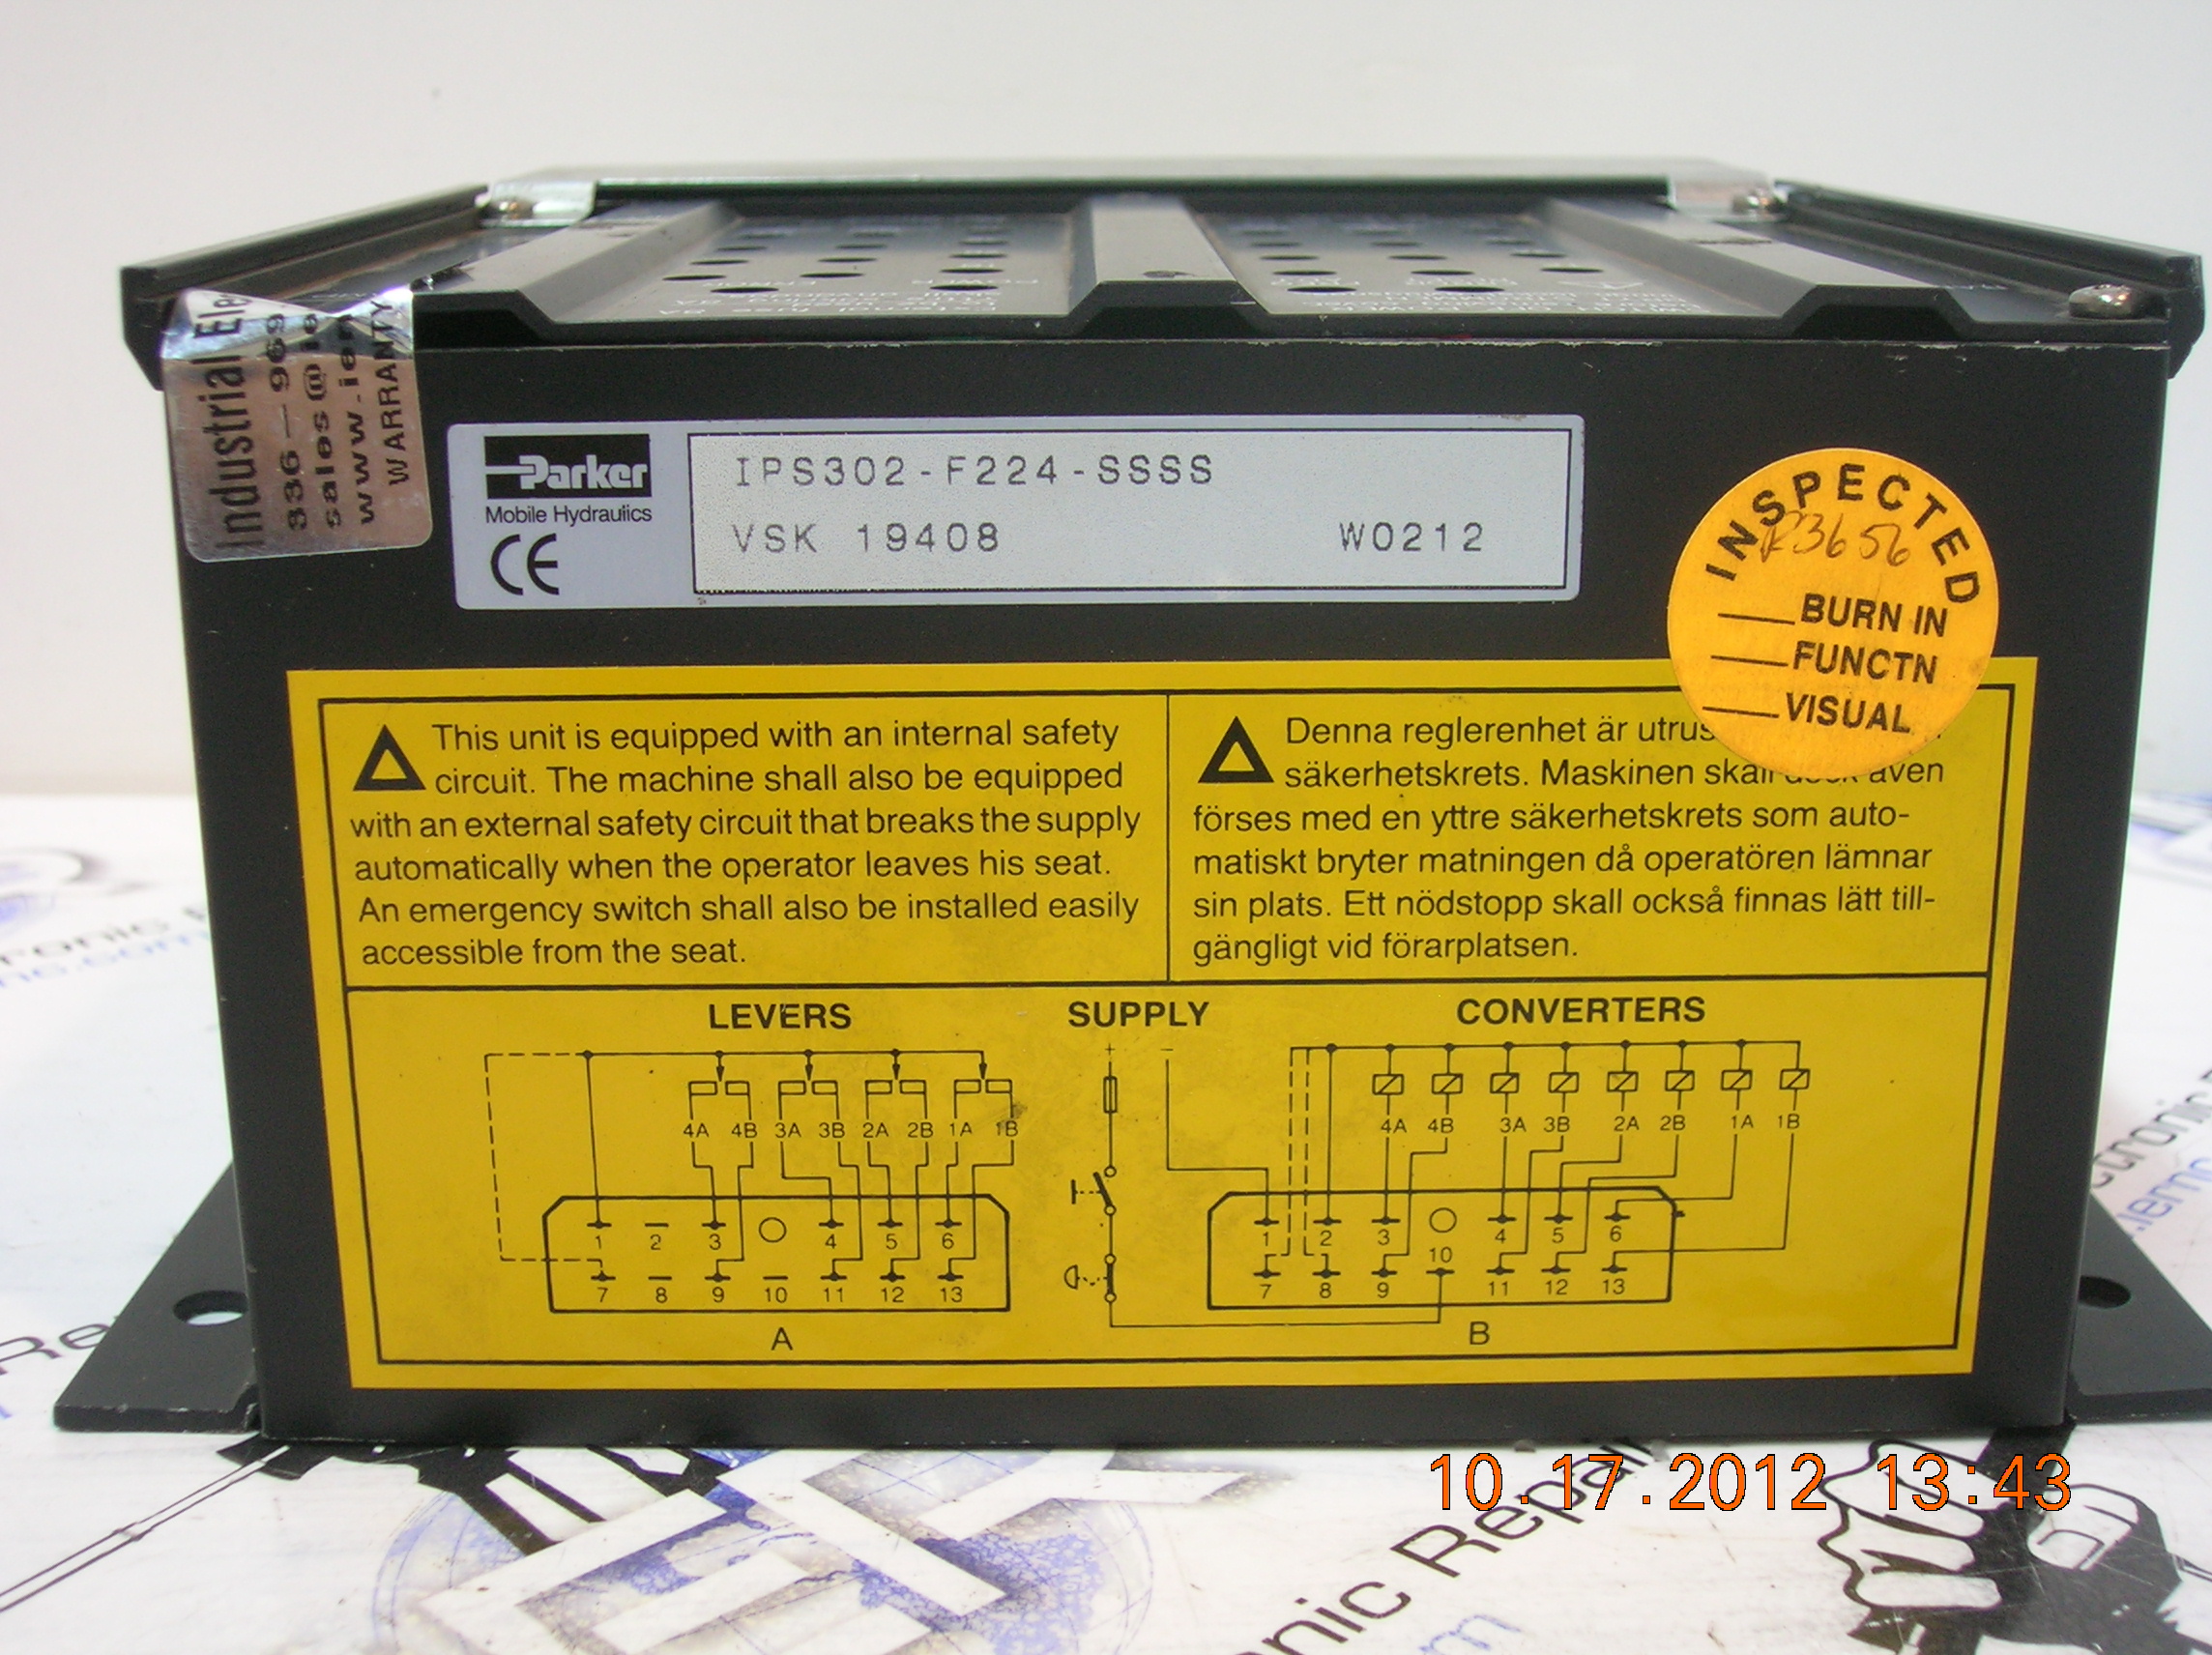 Industrial Ele
336-969
sales@ie
www.iem
WARRANTY
Parker
Mobile Hydraulics
CE
IPS302-F224-SSSS
VSK 19408 W0212
INSPECTED
R3656
BURN IN
FUNCTN
VISUAL
This unit is equipped with an internal safety
circuit. The machine shall also be equipped
with an external safety circuit that breaks the supply
automatically when the operator leaves his seat.
An emergency switch shall also be installed easily
accessible from the seat.
Denna reglerenhet är utrus
säkerhetskrets. Maskinen skall dock även
förses med en yttre säkerhetskrets som auto-
matiskt bryter matningen då operatören lämnar
sin plats. Ett nödstopp skall också finnas lätt till-
gängligt vid förarplatsen.
LEVERS SUPPLY CONVERTERS
+ −
4A 4B 3A 3B 2A 2B 1A 1B
4A 4B 3A 3B 2A 2B 1A 1B
1 2 3 4 5 6
7 8 9 10 11 12 13
A
1 2 3 4 5 6
7 8 9 10 11 12 13
B
10.17.2012 13:43
onic Repair